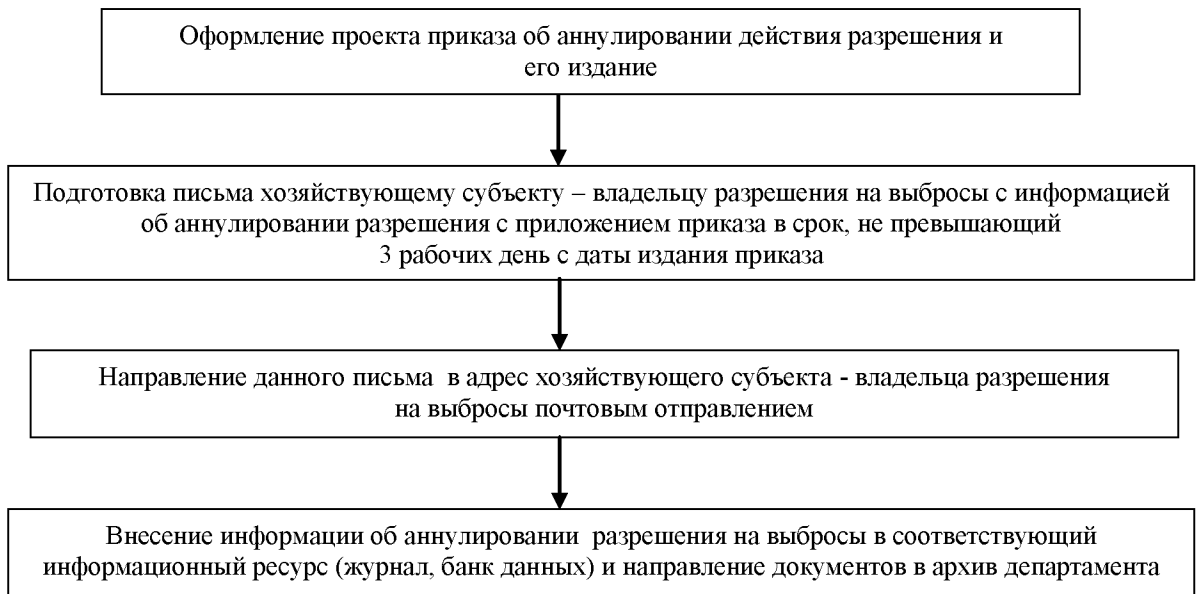 Оформление проекта приказа об аннулировании действия разрешения и
его издание
Подготовка письма хозяйствующему субъекту – владельцу разрешения на выбросы с информацией
об аннулировании разрешения с приложением приказа в срок, не превышающий
3 рабочих день с даты издания приказа
Направление данного письма в адрес хозяйствующего субъекта - владельца разрешения
на выбросы почтовым отправлением
Внесение информации об аннулировании разрешения на выбросы в соответствующий
информационный ресурс (журнал, банк данных) и направление документов в архив департамента